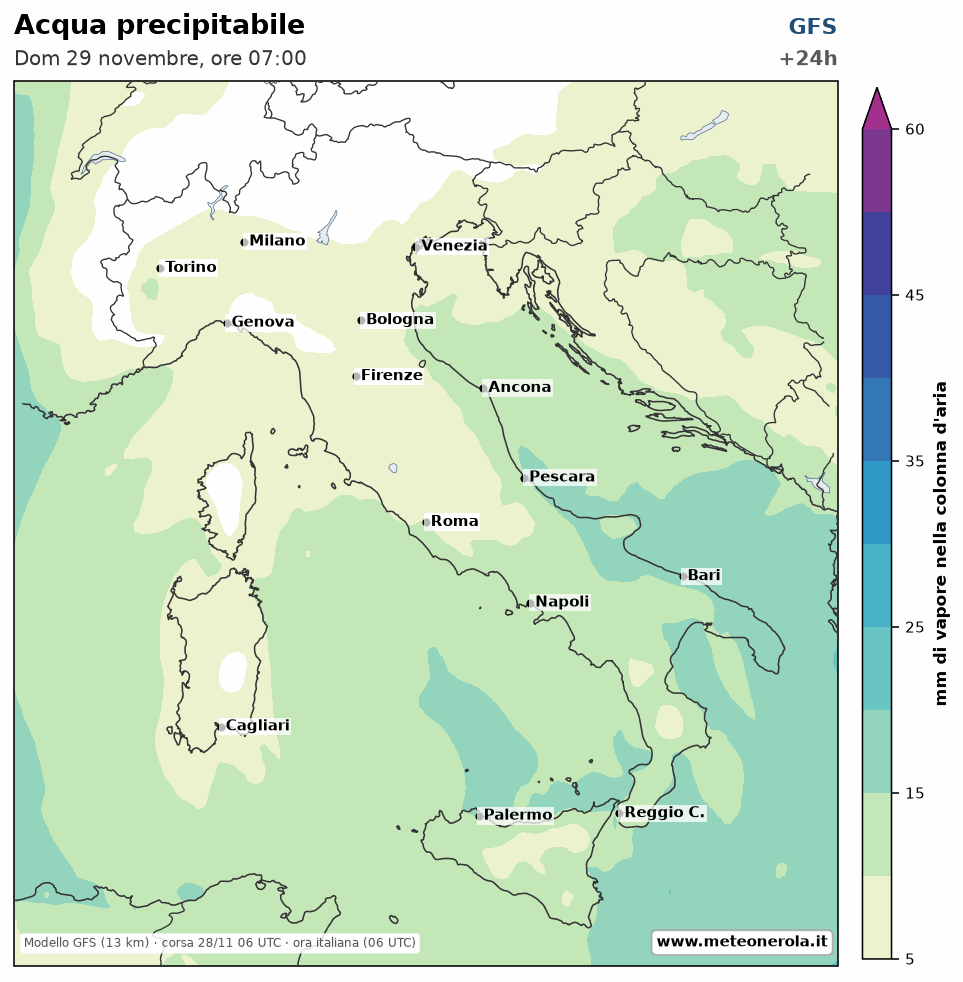 Acqua precipitabile
GFS
Dom 29 novembre, ore 07:00
+24h
60
Milano
Venezia
Torino
45
Genova
Bologna
Firenze
Ancona
35
Pescara
Roma
Bari
Napoli
25
Cagliari
15
Palermo
Reggio C.
5
mm di vapore nella colonna d'aria
Modello GFS (13 km) · corsa 28/11 06 UTC · ora italiana (06 UTC)
www.meteonerola.it